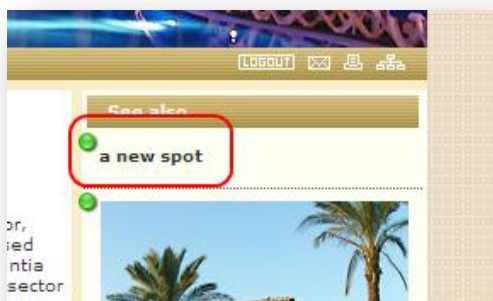 LOGOUT
See also
a new spot
or,
sed
ntia
sector